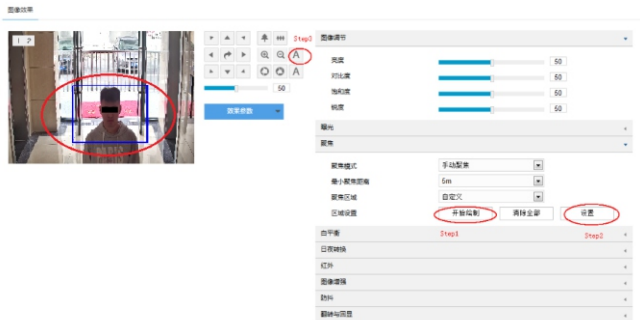 图像效果
1 2
Step3
A
A
50
图像调节
亮度 50
对比度 50
饱和度 50
锐度 50
曝光
聚焦
聚焦模式 手动聚焦
最小聚焦距离 5m
聚焦区域 自定义
区域设置 开始绘制 清除全部 设置
白平衡 Step1 Step2
日夜转换
红外
图像增强
防抖
翻转与回显